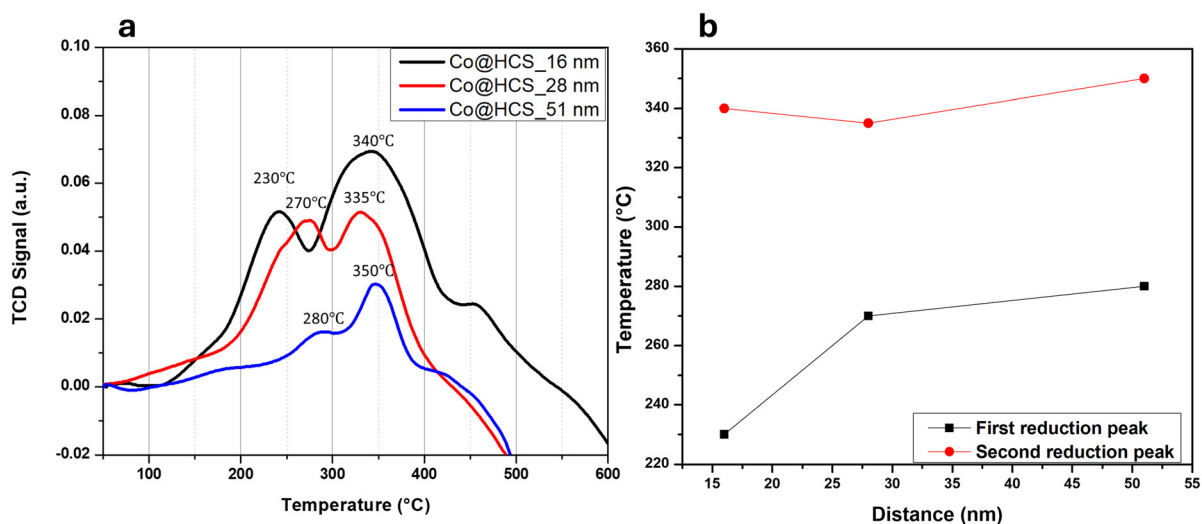 a
0.10
0.08
0.06
0.04
0.02
0.00
-0.02
TCD Signal (a.u.)
Co@HCS_16 nm
Co@HCS_28 nm
Co@HCS_51 nm
340°C
230°C
270°C
335°C
350°C
280°C
100 200 300 400 500 600
Temperature (°C)
b
360
340
320
300
280
260
240
220
Temperature (°C)
First reduction peak
Second reduction peak
15 20 25 30 35 40 45 50 55
Distance (nm)